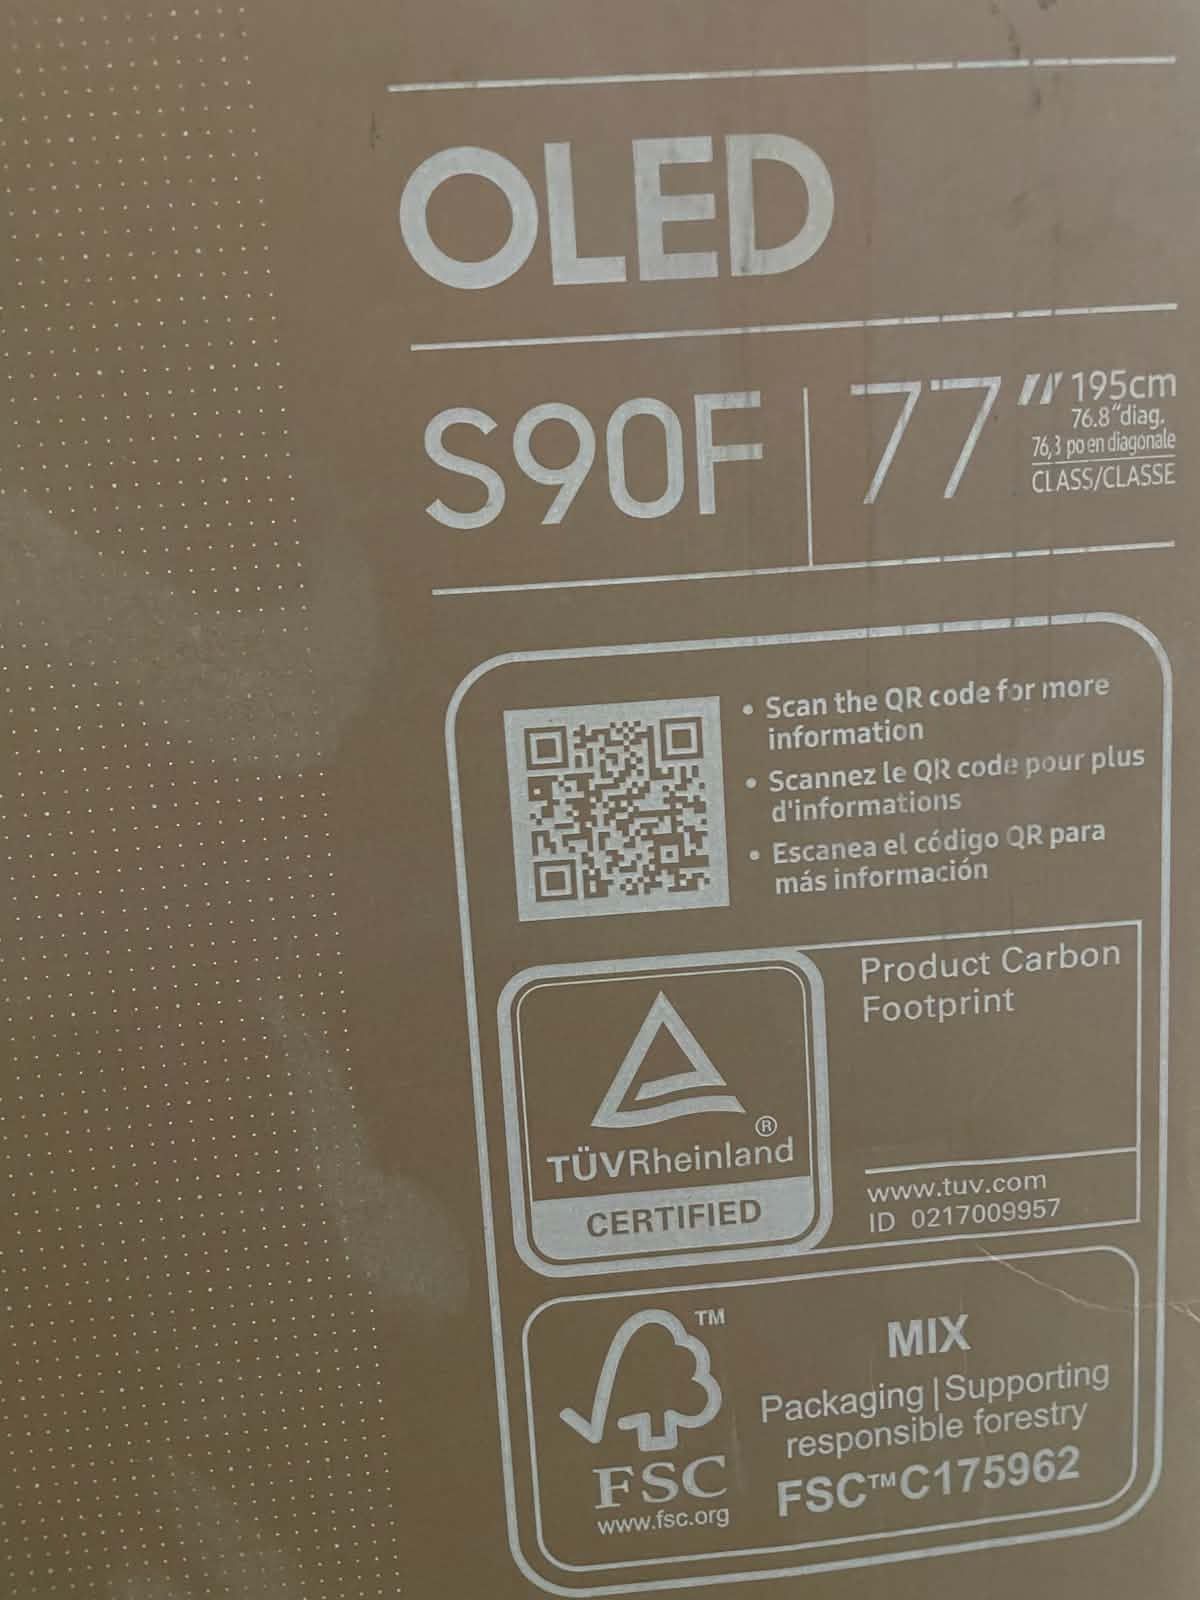 OLED
S90F | 77" 195cm
76.8"diag.
76,3 po en diagonale
CLASS/CLASSE
• Scan the QR code for more
information
• Scannez le QR code pour plus
d'informations
• Escanea el código QR para
más información
Product Carbon
Footprint
®
TÜVRheinland
CERTIFIED
www.tuv.com
ID 0217009957
™
FSC
www.fsc.org
MIX
Packaging | Supporting
responsible forestry
FSC™ C175962